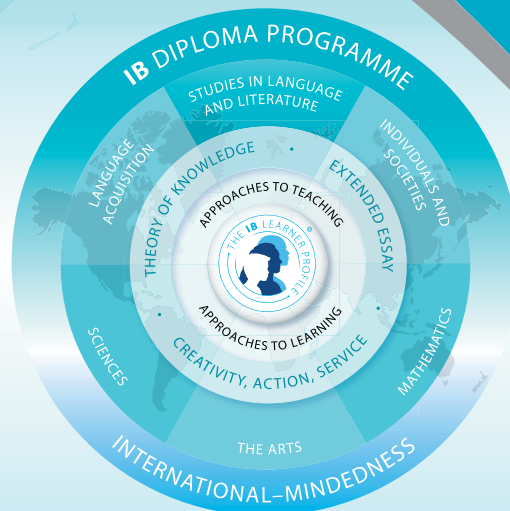 IB DIPLOMA PROGRAMME
STUDIES IN LANGUAGE
AND LITERATURE
LANGUAGE
ACQUISITION
INDIVIDUALS AND
SOCIETIES
THEORY OF KNOWLEDGE
EXTENDED ESSAY
APPROACHES TO TEACHING
THE IB LEARNER PROFILE
®
APPROACHES TO LEARNING
CREATIVITY, ACTION, SERVICE
SCIENCES
MATHEMATICS
THE ARTS
INTERNATIONAL–MINDEDNESS